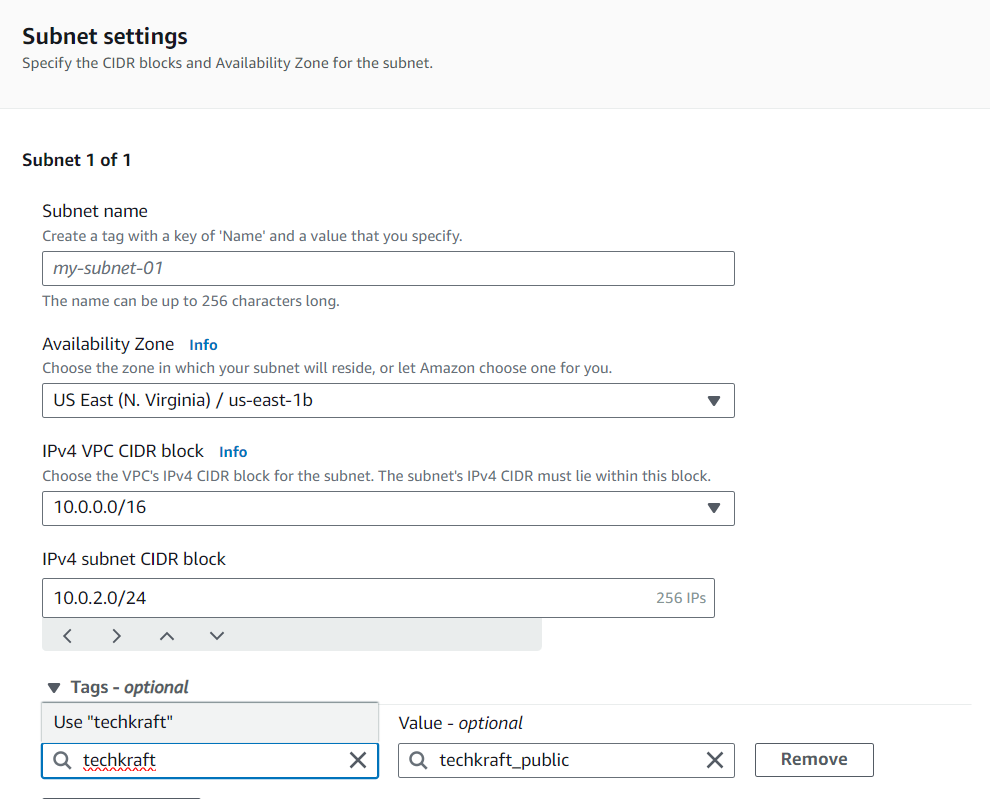 Subnet settings
Specify the CIDR blocks and Availability Zone for the subnet.
Subnet 1 of 1
Subnet name
Create a tag with a key of 'Name' and a value that you specify.
my-subnet-01
The name can be up to 256 characters long.
Availability Zone Info
Choose the zone in which your subnet will reside, or let Amazon choose one for you.
US East (N. Virginia) / us-east-1b
IPv4 VPC CIDR block Info
Choose the VPC's IPv4 CIDR block for the subnet. The subnet's IPv4 CIDR must lie within this block.
10.0.0.0/16
IPv4 subnet CIDR block
10.0.2.0/24 256 IPs
Tags - optional
Use "techkraft" Value - optional
techkraft techkraft_public Remove